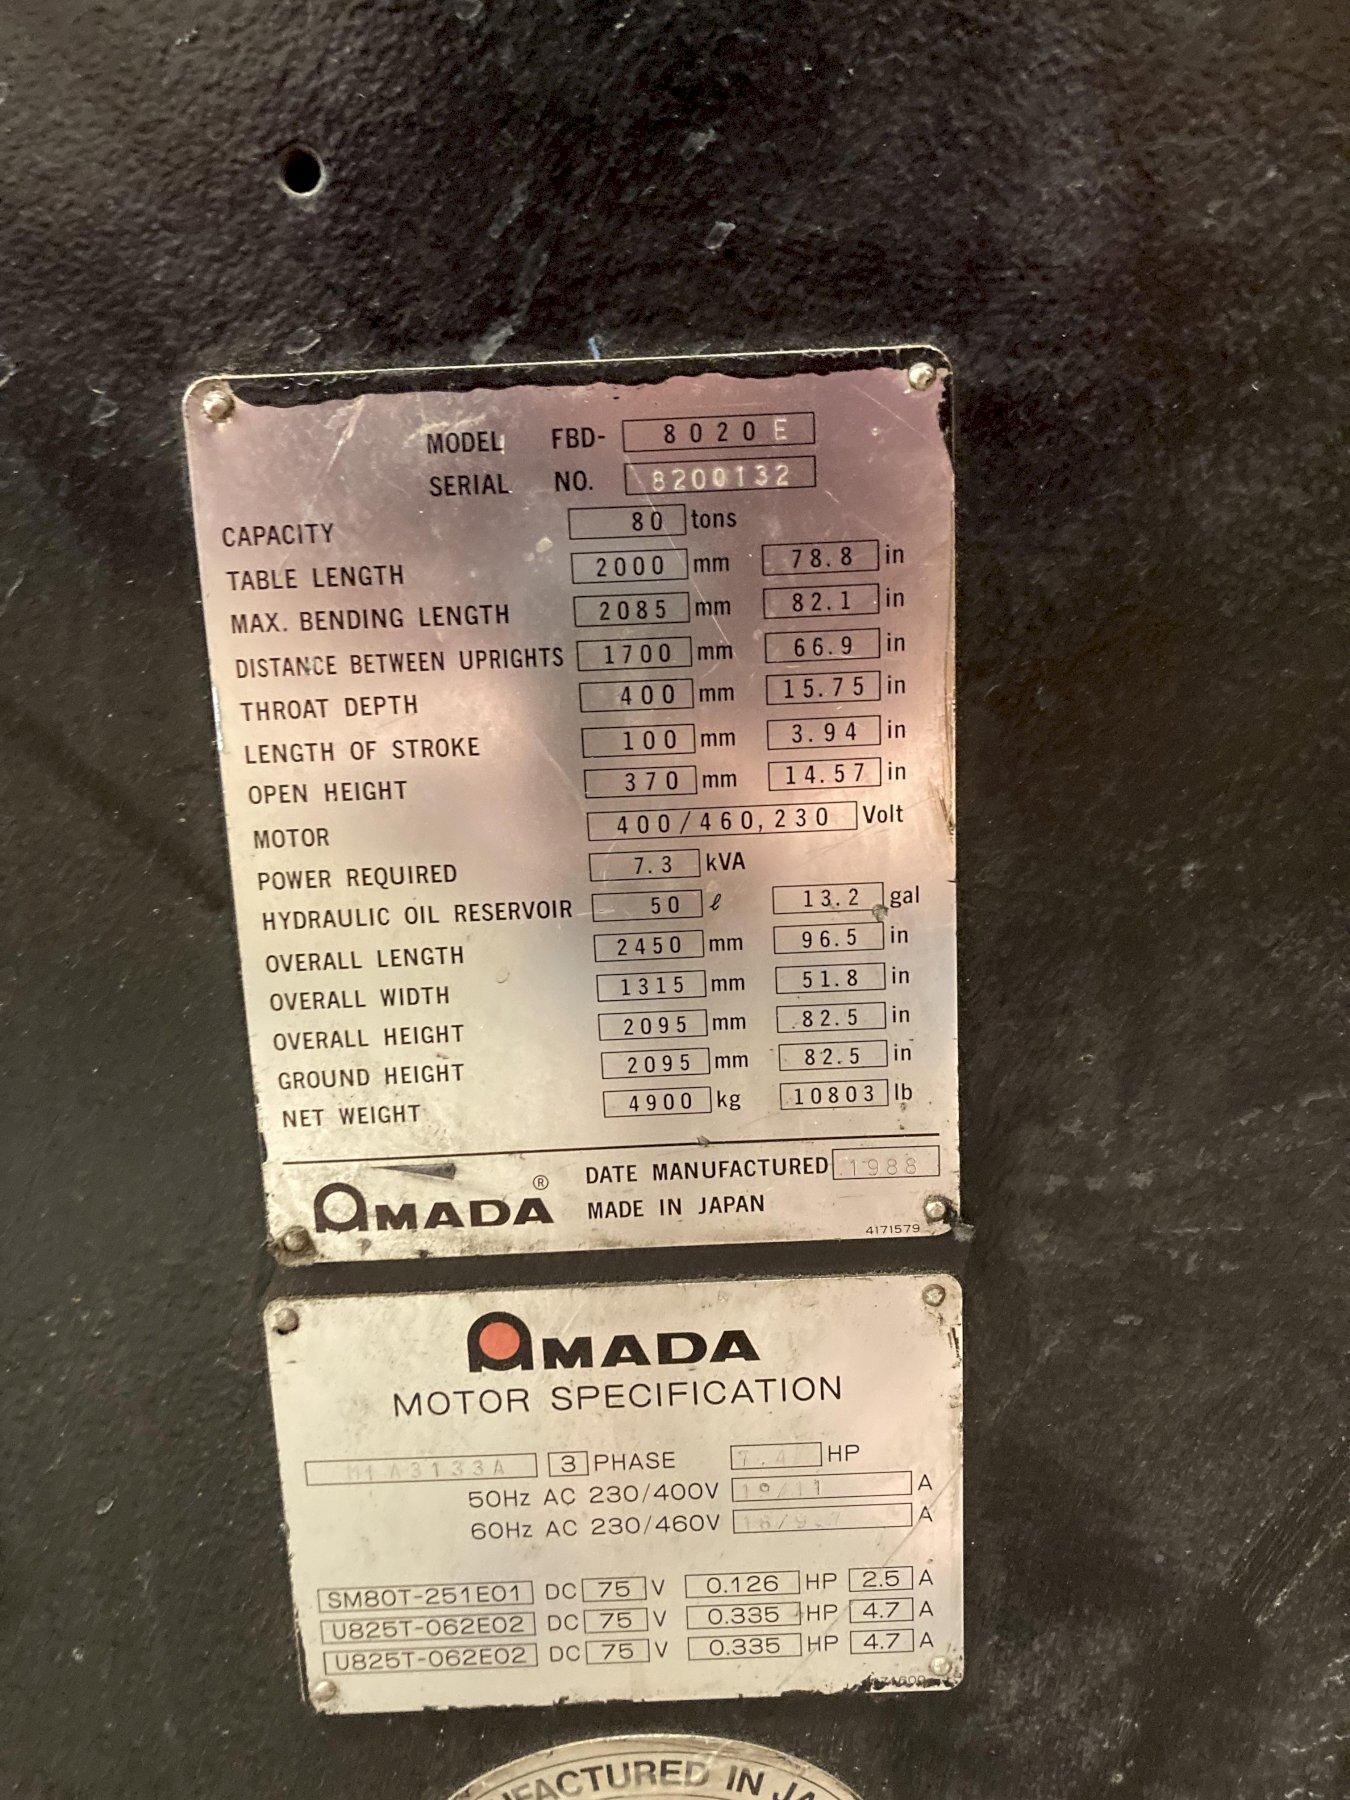 MODEL FBD- 8020 E
SERIAL NO. 8200132
CAPACITY 80 tons
TABLE LENGTH 2000 mm 78.8 in
MAX. BENDING LENGTH 2085 mm 82.1 in
DISTANCE BETWEEN UPRIGHTS 1700 mm 66.9 in
THROAT DEPTH 400 mm 15.75 in
LENGTH OF STROKE 100 mm 3.94 in
OPEN HEIGHT 370 mm 14.57 in
MOTOR 400/460,230 Volt
POWER REQUIRED 7.3 kVA
HYDRAULIC OIL RESERVOIR 50 ℓ 13.2 gal
OVERALL LENGTH 2450 mm 96.5 in
OVERALL WIDTH 1315 mm 51.8 in
OVERALL HEIGHT 2095 mm 82.5 in
GROUND HEIGHT 2095 mm 82.5 in
NET WEIGHT 4900 kg 10803 lb
AMADA ® DATE MANUFACTURED 1988
MADE IN JAPAN
4171579
AMADA
MOTOR SPECIFICATION
3 PHASE 7.4 HP
50Hz AC 230/400V A
60Hz AC 230/460V A
SM80T-251E01 DC 75 V 0.126 HP 2.5 A
U825T-062E02 DC 75 V 0.335 HP 4.7 A
U825T-062E02 DC 75 V 0.335 HP 4.7 A
IN